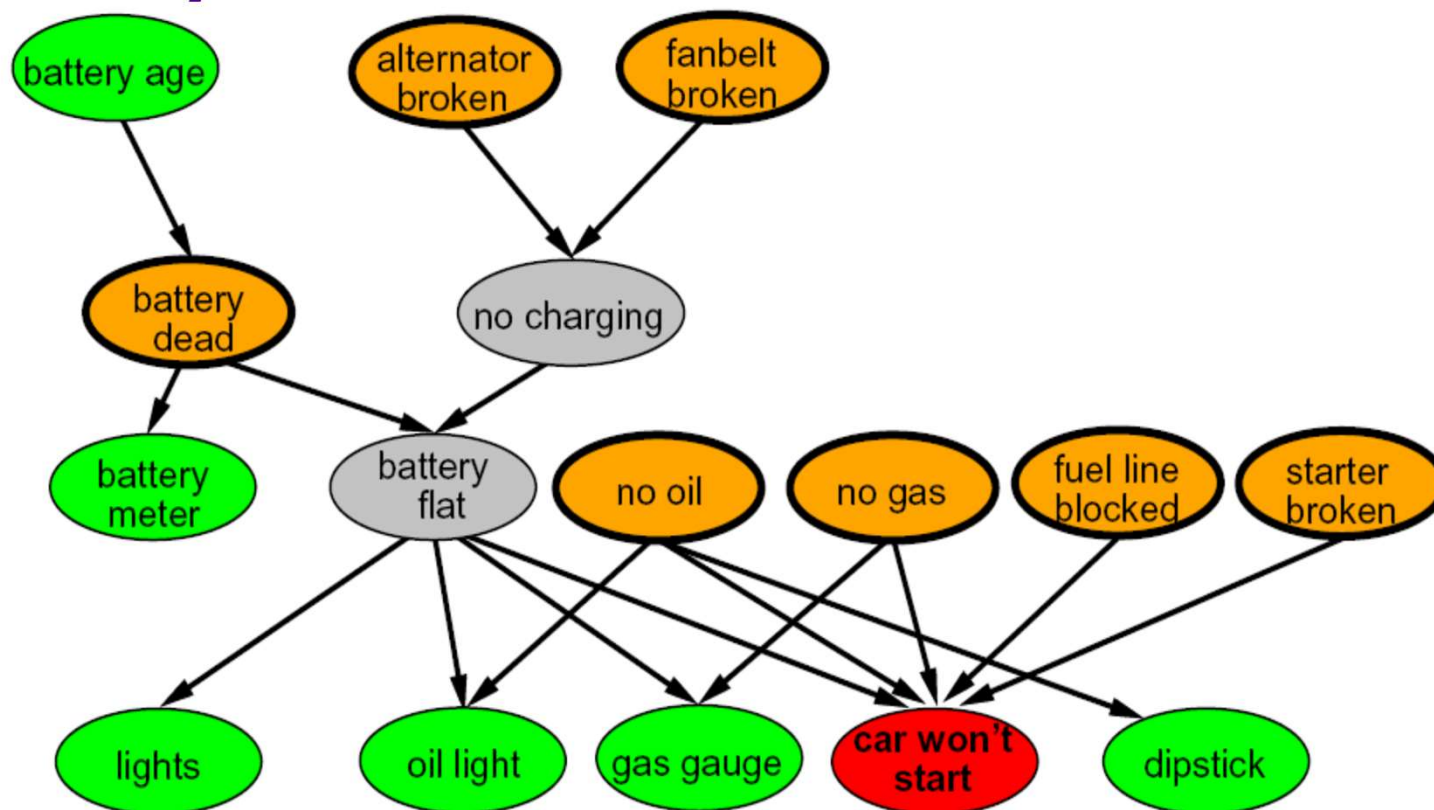 battery age
alternator
broken
fanbelt
broken
battery
dead
no charging
battery
meter
battery
flat
no oil
no gas
fuel line
blocked
starter
broken
lights
oil light
gas gauge
car won't
start
dipstick